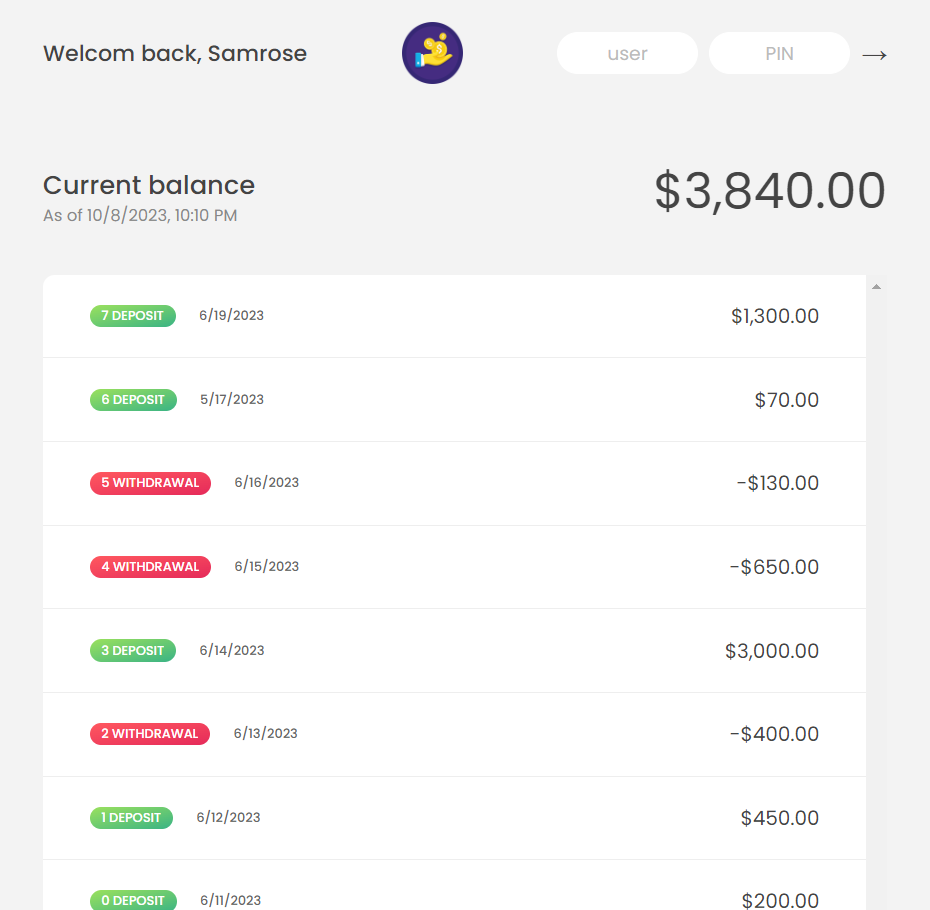 Welcom back, Samrose
user
PIN
→
Current balance
As of 10/8/2023, 10:10 PM
$3,840.00
7 DEPOSIT 6/19/2023 $1,300.00
6 DEPOSIT 5/17/2023 $70.00
5 WITHDRAWAL 6/16/2023 -$130.00
4 WITHDRAWAL 6/15/2023 -$650.00
3 DEPOSIT 6/14/2023 $3,000.00
2 WITHDRAWAL 6/13/2023 -$400.00
1 DEPOSIT 6/12/2023 $450.00
0 DEPOSIT 6/11/2023 $200.00